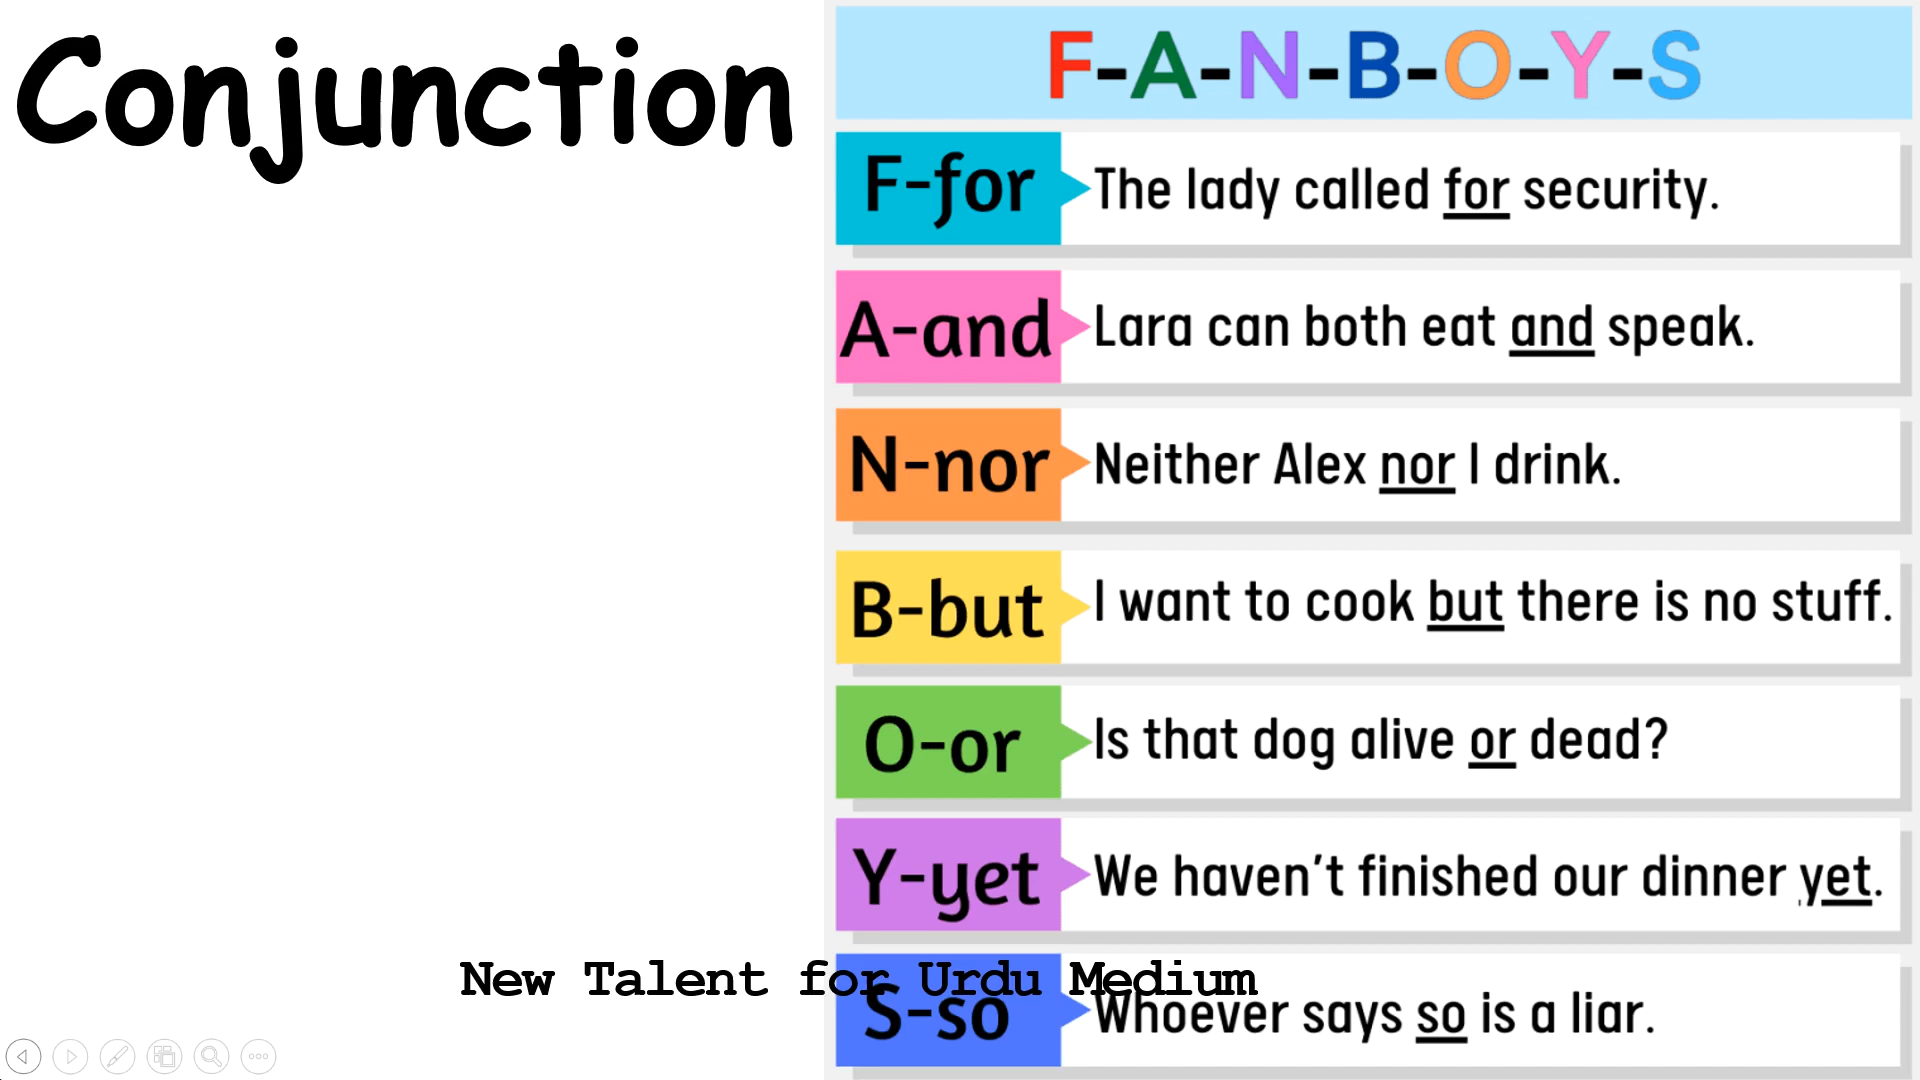 Conjunction
F-A-N-B-O-Y-S
F-for
The lady called for security.
A-and
Lara can both eat and speak.
N-nor
Neither Alex nor I drink.
B-but
I want to cook but there is no stuff.
O-or
Is that dog alive or dead?
Y-yet
We haven't finished our dinner yet.
New Talent for Urdu Medium
S-so
Whoever says so is a liar.